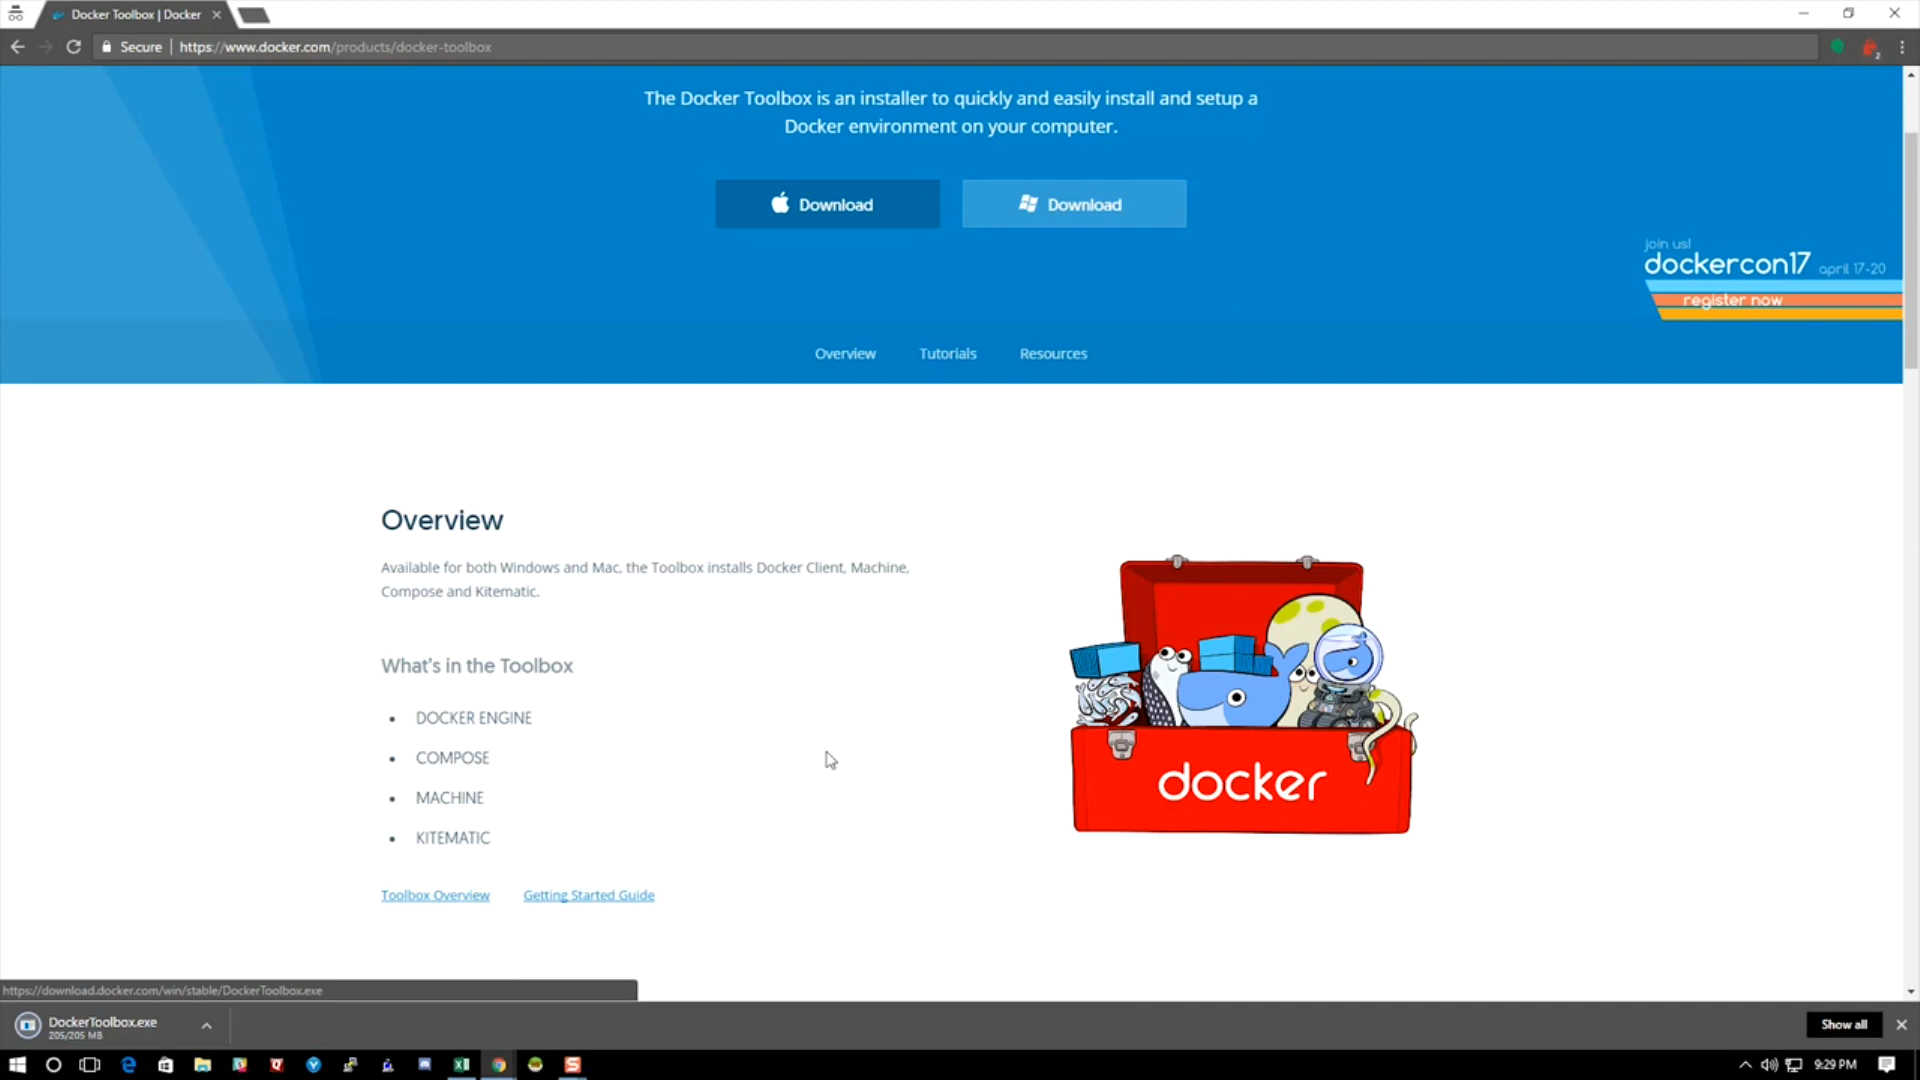 Docker Toolbox | Docker
Secure
https://www.docker.com/products/docker-toolbox
2
The Docker Toolbox is an installer to quickly and easily install and setup a
Docker environment on your computer.
Download
Download
join us!
dockercon17 april 17-20
register now
Overview
Tutorials
Resources
Overview
Available for both Windows and Mac, the Toolbox installs Docker Client, Machine,
Compose and Kitematic.
What's in the Toolbox
DOCKER ENGINE
COMPOSE
MACHINE
KITEMATIC
docker
Toolbox Overview
Getting Started Guide
https://download.docker.com/win/stable/DockerToolbox.exe
DockerToolbox.exe
205/205 MB
Show all
9:29 PM